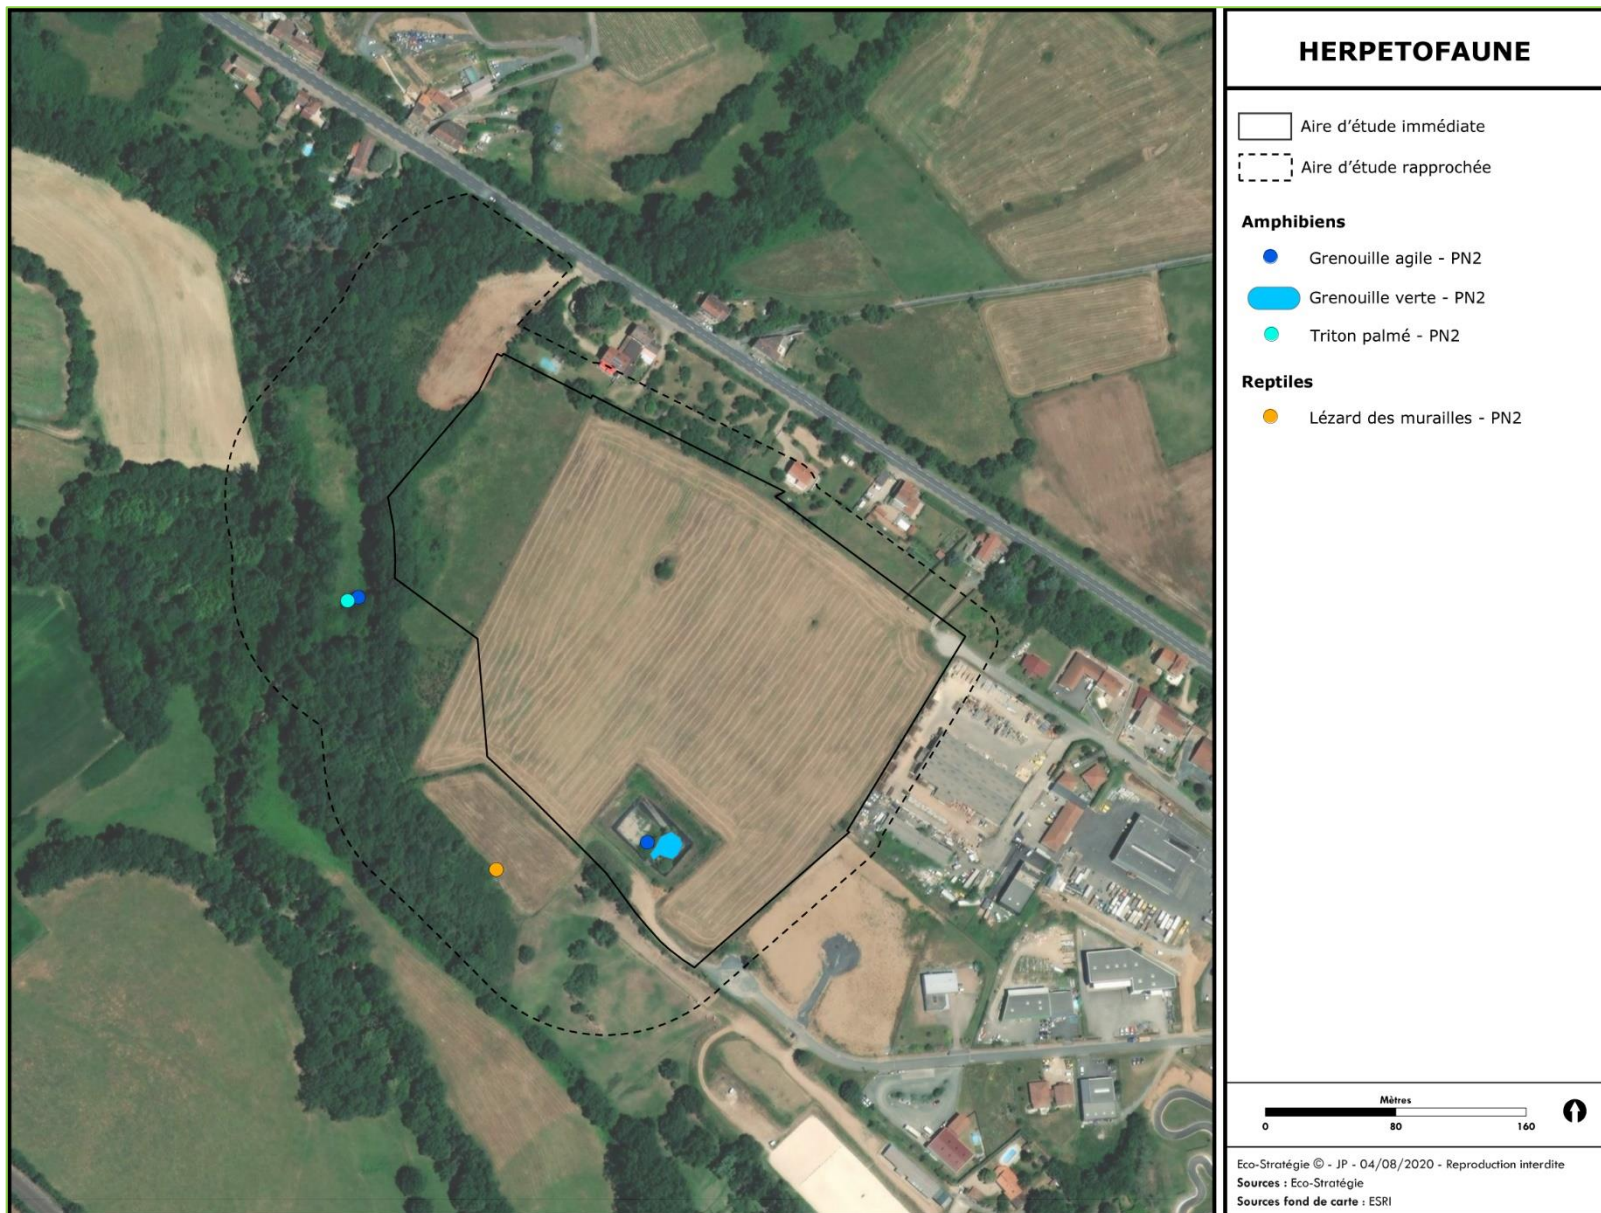 HERPETOFAUNE
Aire d'étude immédiate
Aire d'étude rapprochée
Amphibiens
Grenouille agile - PN2
Grenouille verte - PN2
Triton palmé - PN2
Reptiles
Lézard des murailles - PN2
Mètres
0 80 160
Eco-Stratégie © - JP - 04/08/2020 - Reproduction interdite
Sources : Eco-Stratégie
Sources fond de carte : ESRI